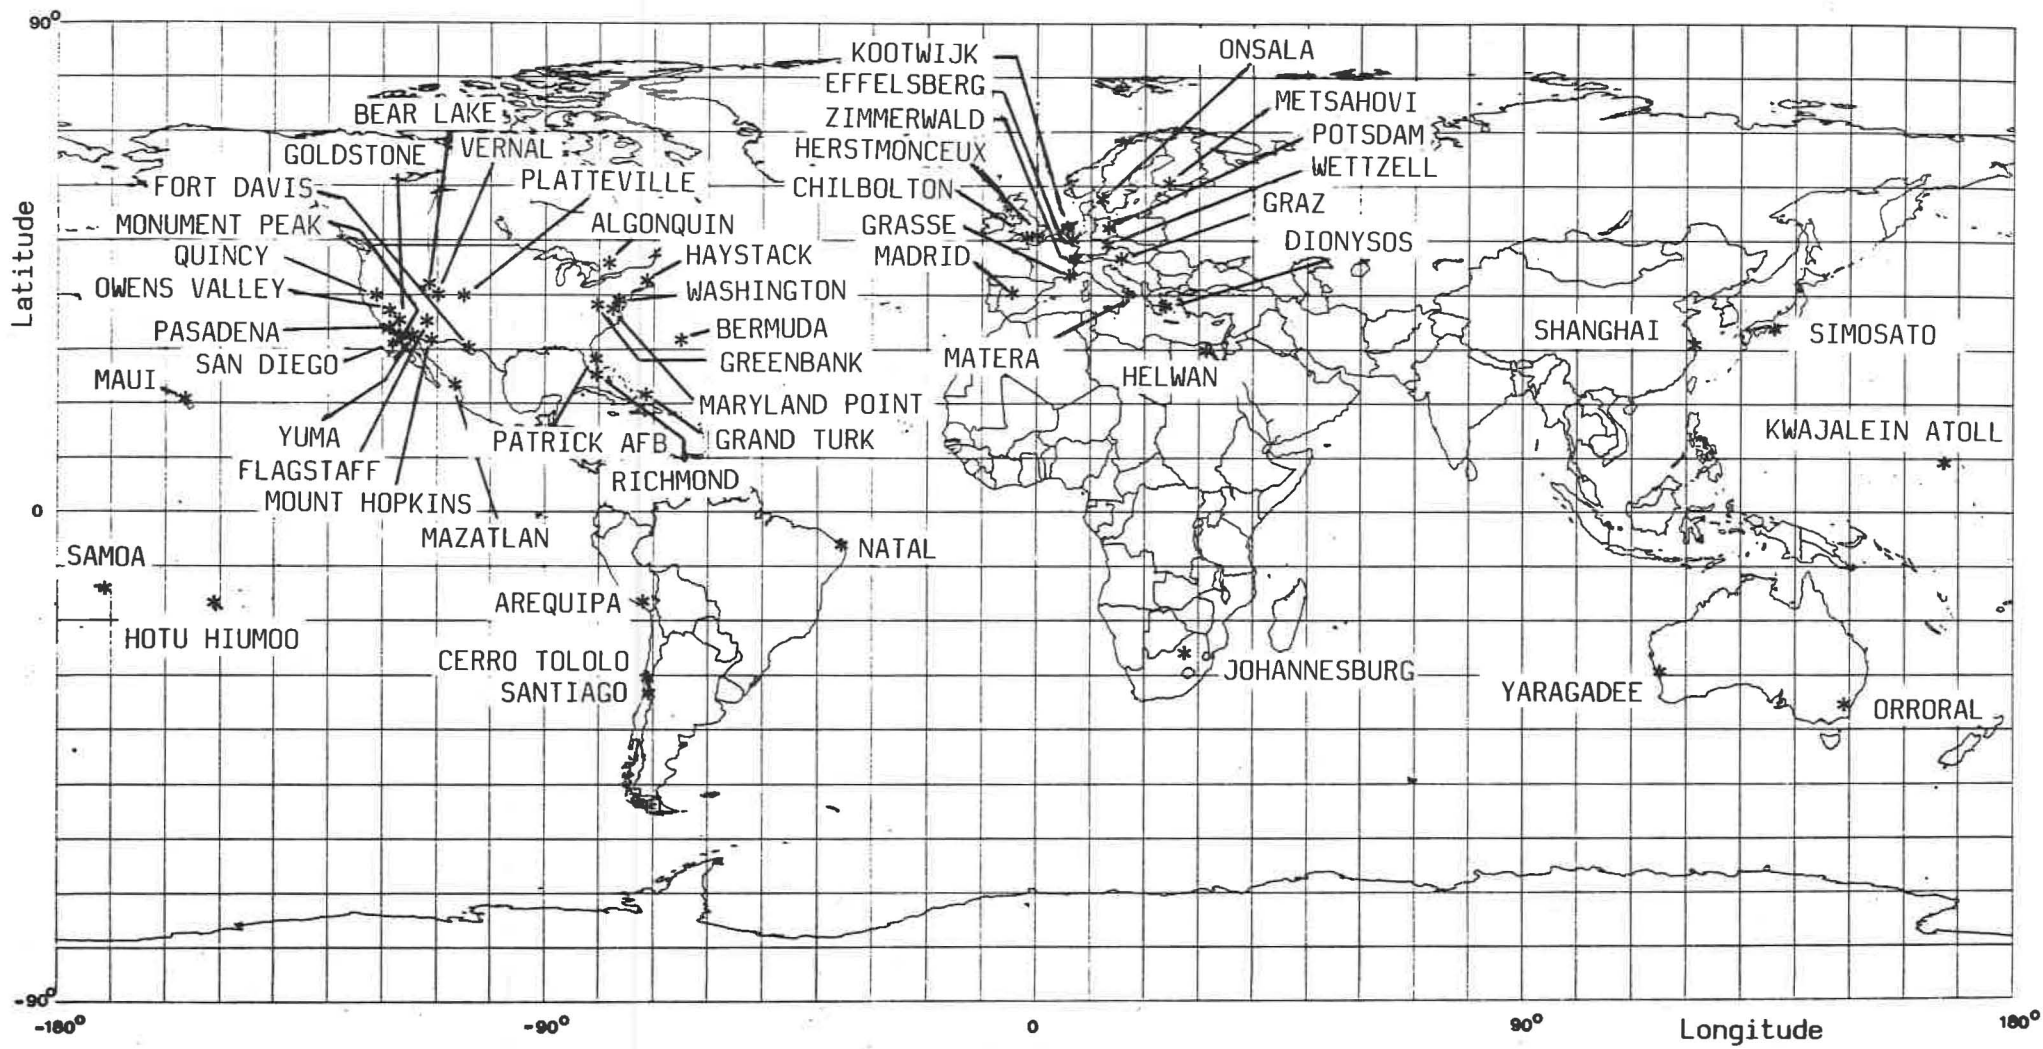 90°
KOOTWIJK
ONSALA
EFFELSBERG
METSAHOVI
BEAR LAKE
ZIMMERWALD
POTSDAM
GOLDSTONE
VERNAL
HERSTMONCEUX
WETTZELL
FORT DAVIS
PLATTEVILLE
CHILBOLTON
GRAZ
MONUMENT PEAK
ALGONQUIN
GRASSE
DIONYSOS
QUINCY
HAYSTACK
MADRID
OWENS VALLEY
WASHINGTON
Latitude
PASADENA
BERMUDA
SHANGHAI
SIMOSATO
SAN DIEGO
GREENBANK
MATERA
MAUI
HELWAN
MARYLAND POINT
YUMA
PATRICK AFB
GRAND TURK
KWAJALEIN ATOLL
FLAGSTAFF
RICHMOND
MOUNT HOPKINS
0
MAZATLAN
NATAL
SAMOA
AREQUIPA
HOTU HIUMOO
CERRO TOLOLO
JOHANNESBURG
SANTIAGO
YARAGADEE
ORRORAL
-90°
-180°
-90°
0
90°
Longitude
180°